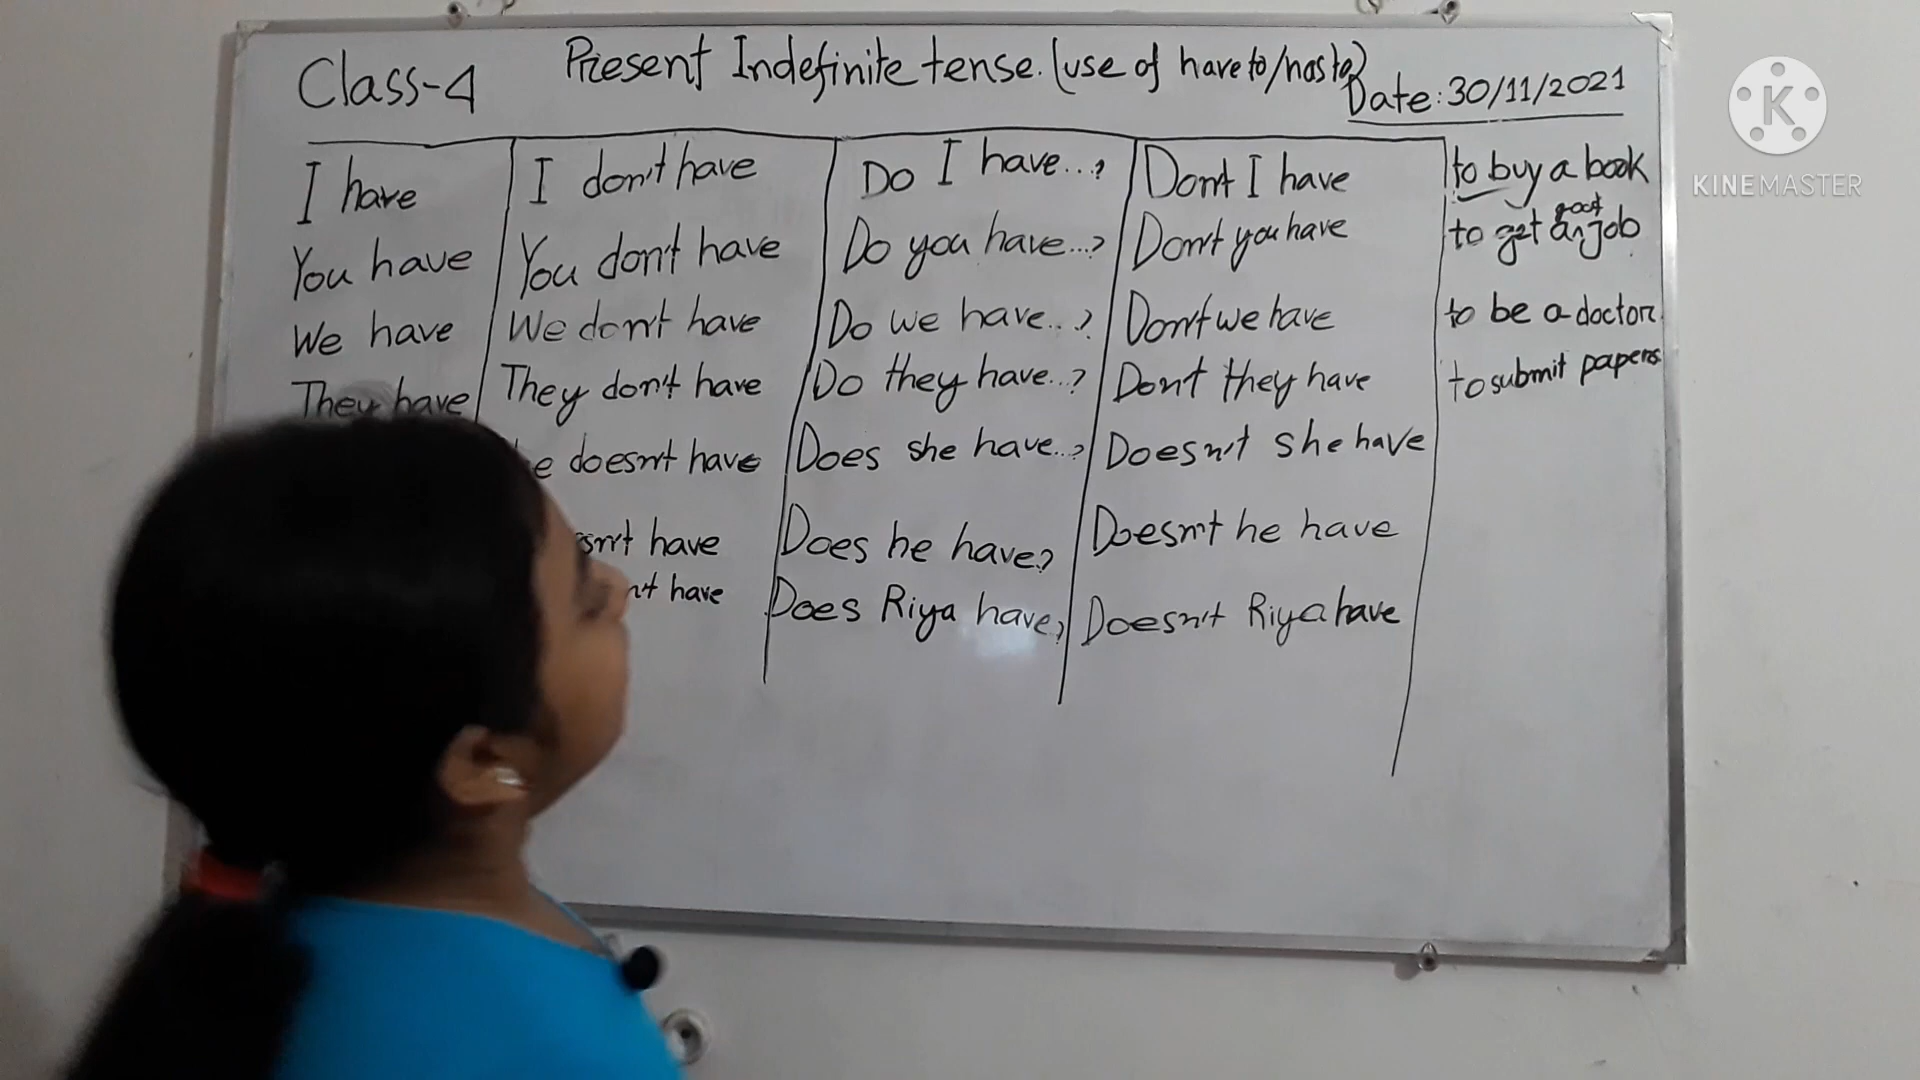 Class-4
Present Indefinite tense. (use of have to/has to)
Date: 30/11/2021
I have
You have
We have
They have
I don't have
You don't have
We don't have
They don't have
doesn't have
have
have
Do I have...?
Do you have...?
Do we have...?
Do they have...?
Does she have...?
Does he have?
Does Riya have?
Don't I have
Don't you have
Don't we have
Don't they have
Doesn't she have
Doesn't he have
Doesn't Riya have
to buy a book
to get a good job
to be a doctor
to submit papers
K
KINEMASTER